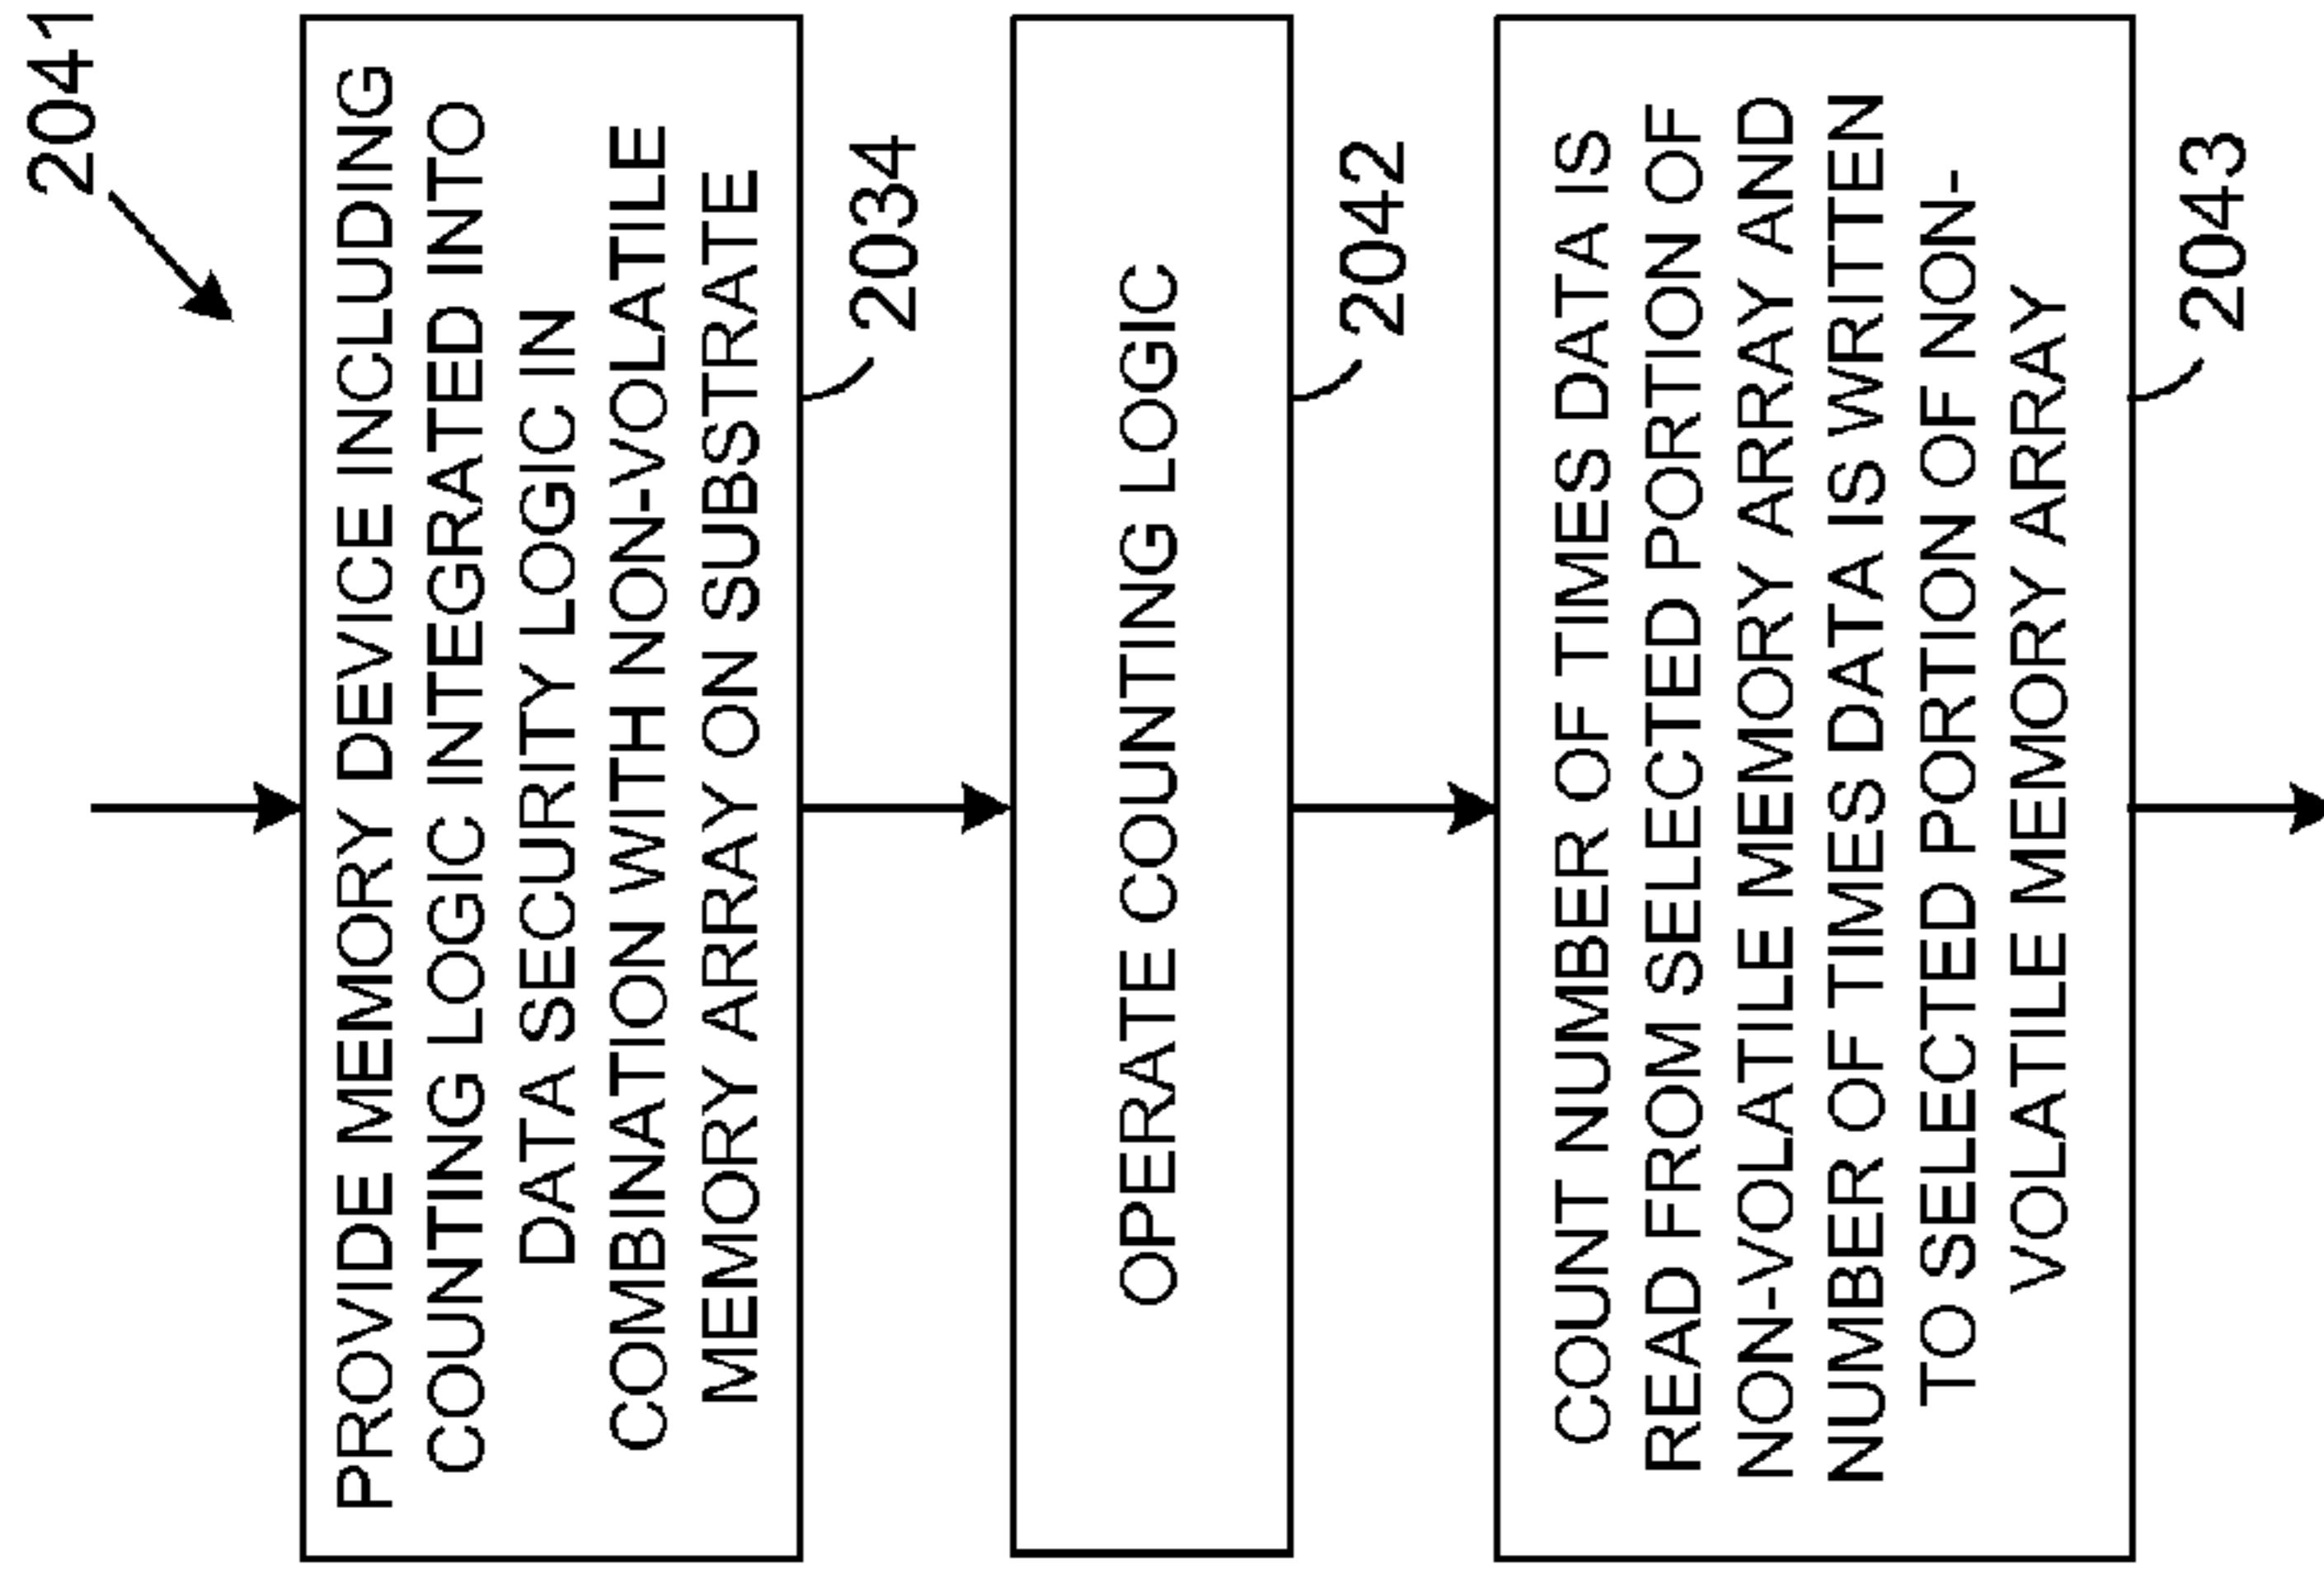 2041
PROVIDE MEMORY DEVICE INCLUDING
COUNTING LOGIC INTEGRATED INTO
DATA SECURITY LOGIC IN
COMBINATION WITH NON-VOLATILE
MEMORY ARRAY ON SUBSTRATE
2034
OPERATE COUNTING LOGIC
2042
COUNT NUMBER OF TIMES DATA IS
READ FROM SELECTED PORTION OF
NON-VOLATILE MEMORY ARRAY AND
NUMBER OF TIMES DATA IS WRITTEN
TO SELECTED PORTION OF NON-
VOLATILE MEMORY ARRAY
2043